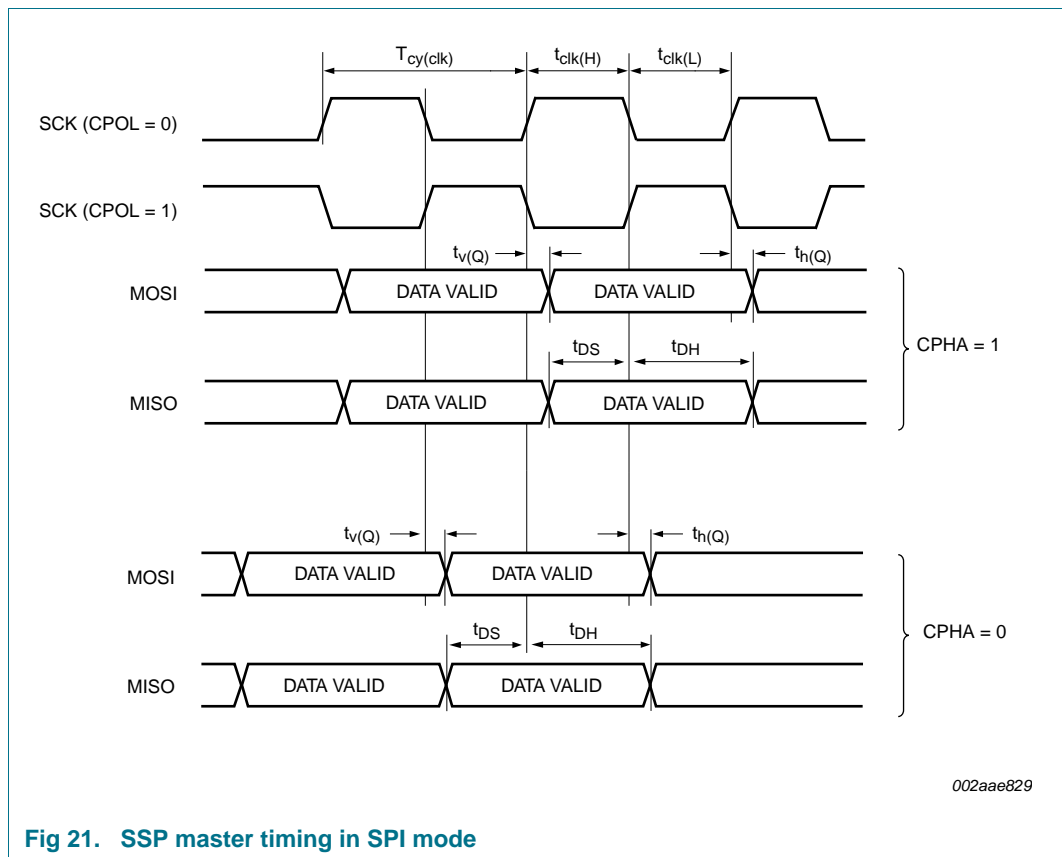 Tcy(clk) tclk(H) tclk(L)
SCK (CPOL = 0)
SCK (CPOL = 1)
tv(Q) th(Q)
MOSI DATA VALID DATA VALID
CPHA = 1
tDS tDH
MISO DATA VALID DATA VALID
tv(Q) th(Q)
MOSI DATA VALID DATA VALID
tDS tDH
CPHA = 0
MISO DATA VALID DATA VALID
002aae829
Fig 21. SSP master timing in SPI mode